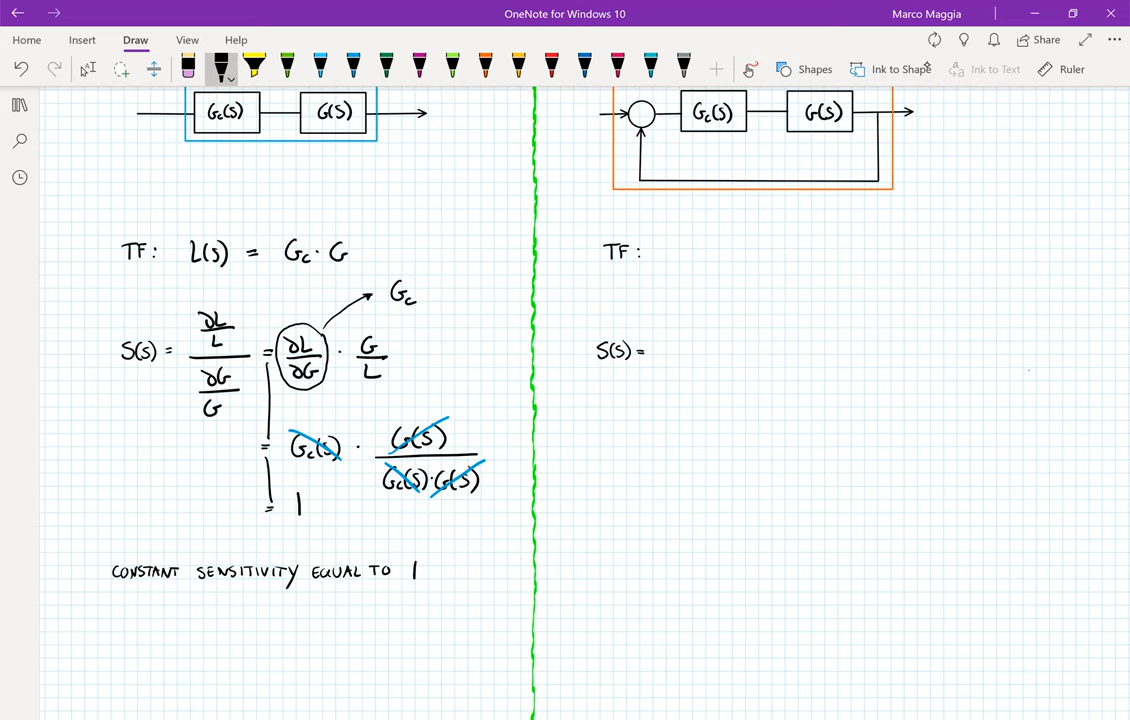 OneNote for Windows 10
Marco Maggia
Home Insert Draw View Help
Share
Shapes
Ink to Shape
Ink to Text
Ruler
Gc(S) G(S)
TF: L(S) = Gc · G
Gc
S(S) = ∂L/L / ∂G/G = ∂L/∂G · G/L
= Gc(S) · G(S) / Gc(S)·G(S)
= 1
CONSTANT SENSITIVITY EQUAL TO 1
Gc(S) G(S)
TF:
S(S) =